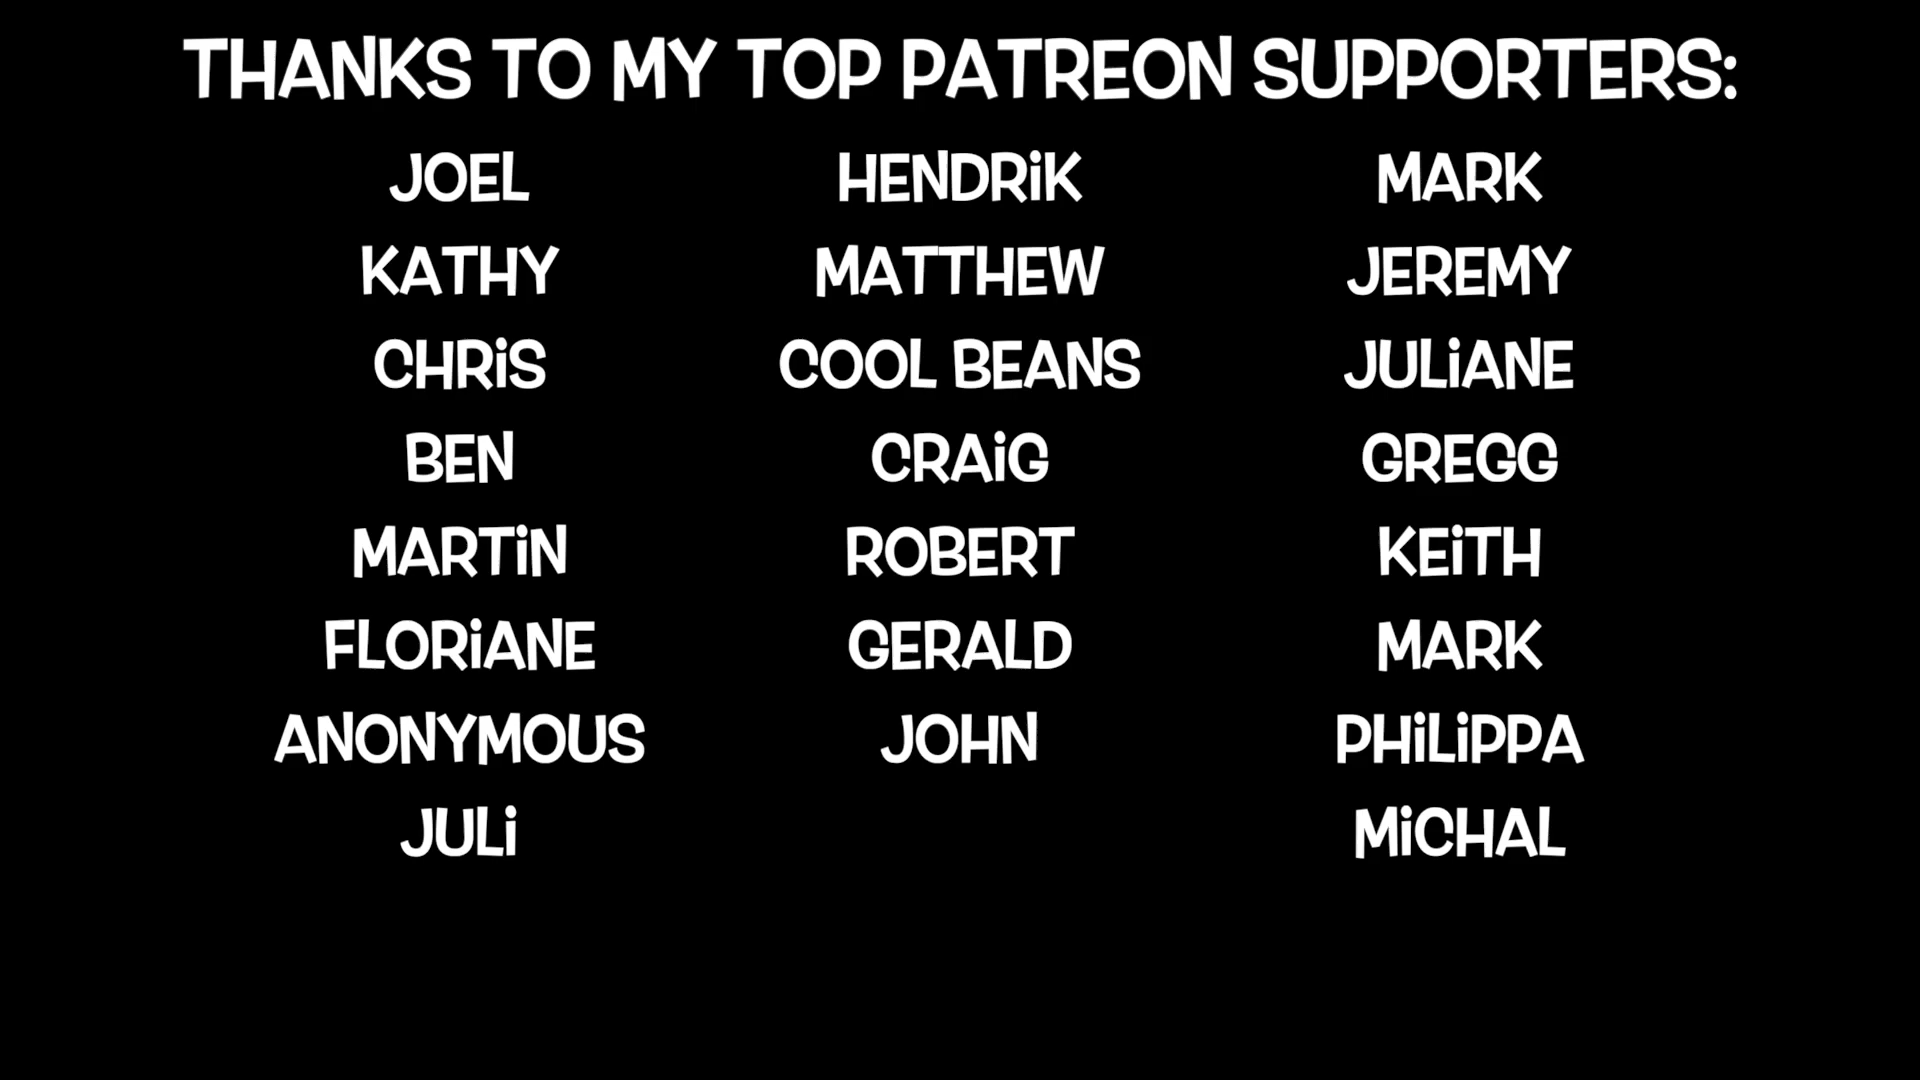 THANKS TO MY TOP PATREON SUPPORTERS:
JOEL HENDRiK MARK
KATHY MATTHEW JEREMY
CHRiS COOL BEANS JULiANE
BEN CRAiG GREGG
MARTiN ROBERT KEiTH
FLORiANE GERALD MARK
ANONYMOUS JOHN PHiLiPPA
JULi MiCHAL